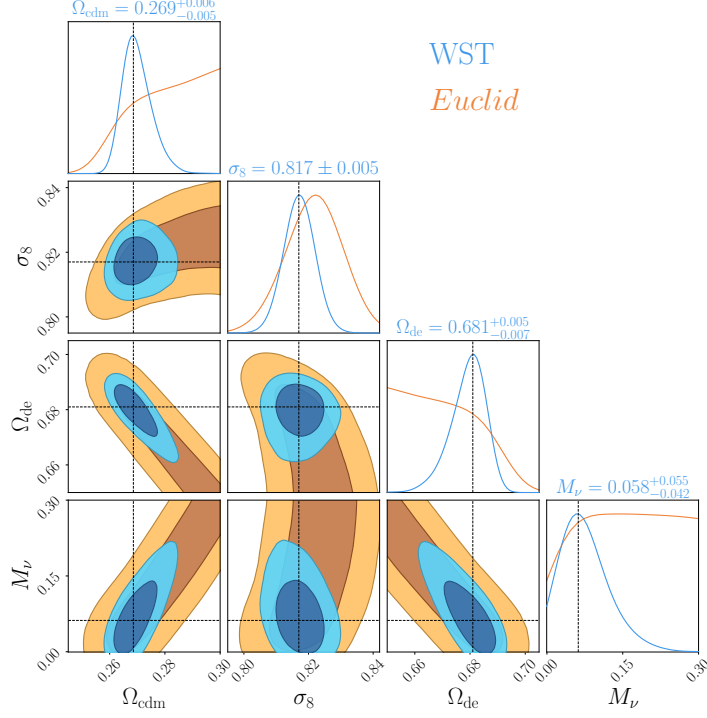 Ω_cdm = 0.269^{+0.006}_{-0.005}
WST
Euclid
σ_8 = 0.817 ± 0.005
0.84
0.82
0.80
σ_8
Ω_de = 0.681^{+0.005}_{-0.007}
0.70
0.68
0.66
Ω_de
M_ν = 0.058^{+0.055}_{-0.042}
0.30
0.15
0.00
M_ν
0.26 0.28 0.30 0.80 0.82 0.84 0.66 0.68 0.70 0.00 0.15 0.30
Ω_cdm σ_8 Ω_de M_ν